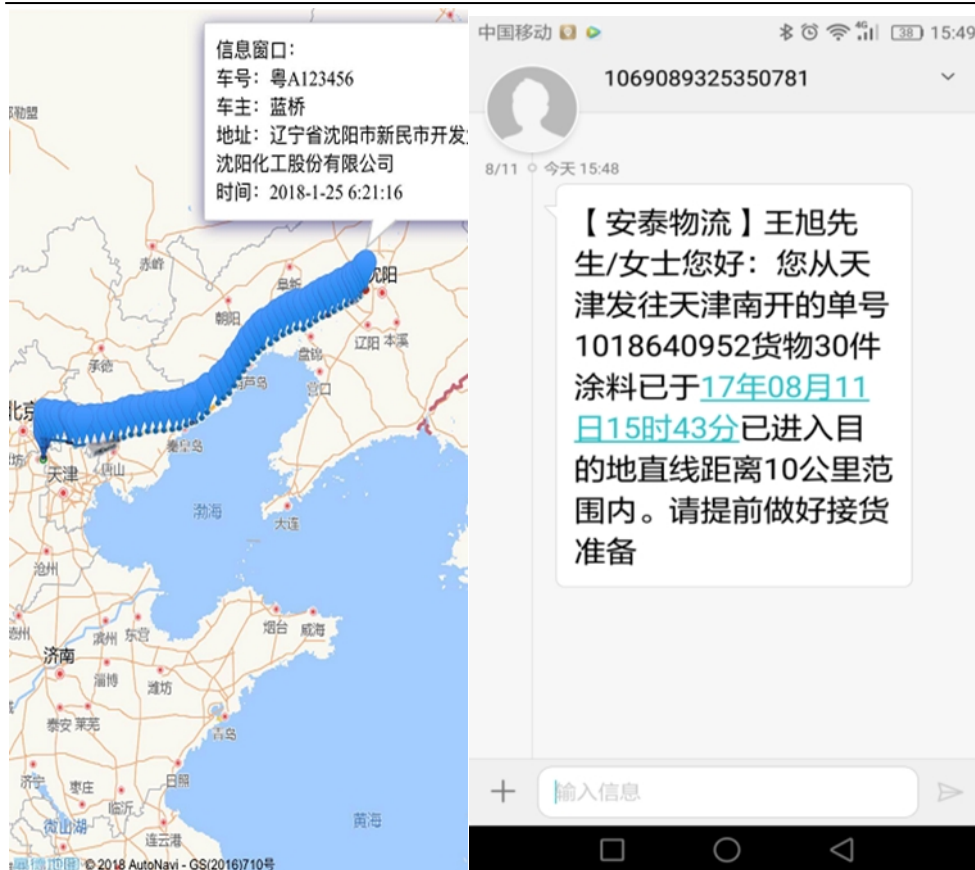 信息窗口：
车号：粤A123456
车主：蓝桥
地址：辽宁省沈阳市新民市开发
沈阳化工股份有限公司
时间：2018-1-25 6:21:16
赤峰
沈阳
阜新
朝阳
辽阳 本溪
盘锦
承德
葫芦岛
营口
北京
秦皇岛
唐山
天津
渤海
大连
沧州
烟台 威海
滨州 东营
济南
淄博
潍坊
泰安 莱芜
青岛
日照
济宁
枣庄
临沂
黄海
微山湖
连云港
高德地图 © 2018 AutoNavi - GS(2016)710号
中国移动 4G 38 15:49
1069089325350781
8/11 今天 15:48
【安泰物流】王旭先
生/女士您好：您从天
津发往天津南开的单号
1018640952货物30件
涂料已于17年08月11
日15时43分已进入目
的地直线距离10公里范
围内。请提前做好接货
准备
输入信息